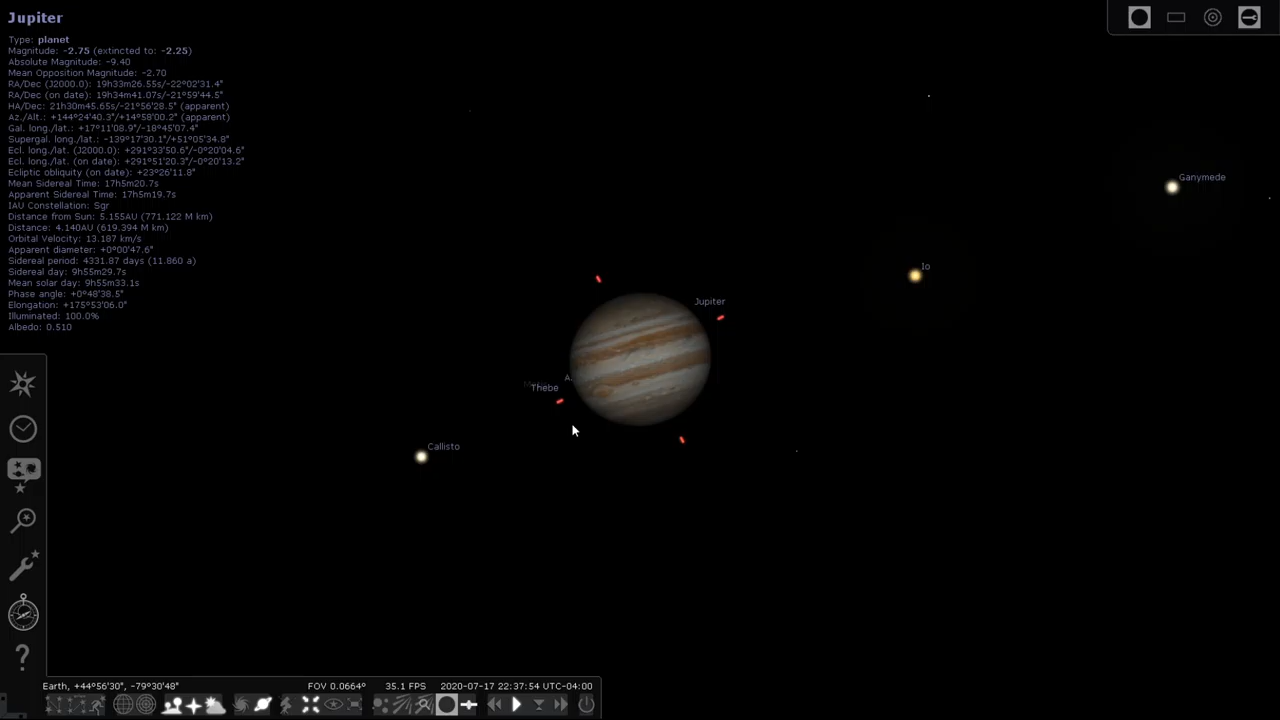 Jupiter
Type: planet
Magnitude: -2.75 (extincted to: -2.25)
Absolute Magnitude: -9.40
Mean Opposition Magnitude: -2.70
RA/Dec (J2000.0): 19h33m26.55s/-22°02'31.4"
RA/Dec (on date): 19h34m41.07s/-21°59'44.5"
HA/Dec: 21h30m45.65s/-21°56'28.5" (apparent)
Az./Alt.: +144°24'40.3"/+14°58'00.2" (apparent)
Gal. long./lat.: +17°11'08.9"/-18°45'07.4"
Supergal. long./lat.: -139°17'30.1"/+51°05'34.8"
Ecl. long./lat. (J2000.0): +291°33'50.6"/-0°20'04.6"
Ecl. long./lat. (on date): +291°51'20.3"/-0°20'13.2"
Ecliptic obliquity (on date): +23°26'11.8"
Mean Sidereal Time: 17h5m20.7s
Apparent Sidereal Time: 17h5m19.7s
IAU Constellation: Sgr
Distance from Sun: 5.155AU (771.122 M km)
Distance: 4.140AU (619.394 M km)
Orbital Velocity: 13.187 km/s
Apparent diameter: +0°00'47.6"
Sidereal period: 4331.87 days (11.860 a)
Sidereal day: 9h55m29.7s
Mean solar day: 9h55m33.1s
Phase angle: +0°48'38.5"
Elongation: +175°53'06.0"
Illuminated: 100.0%
Albedo: 0.510
Ganymede
Io
Jupiter
Thebe
Callisto
Earth, +44°56'30", -79°30'48" FOV 0.0664° 35.1 FPS 2020-07-17 22:37:54 UTC-04:00